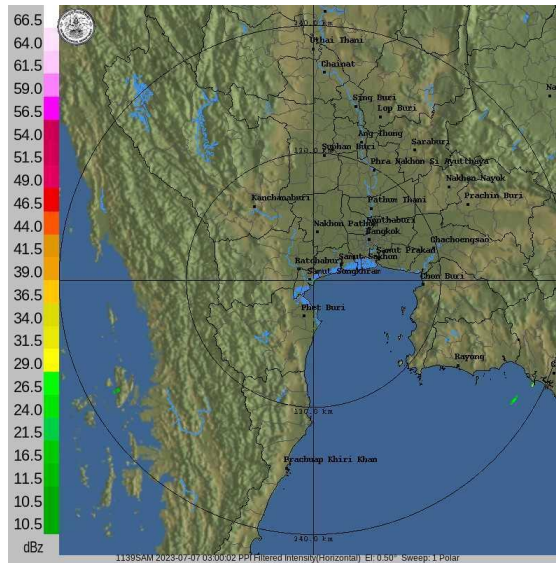 66.5
64.0
61.5
59.0
56.5
54.0
51.5
49.0
46.5
44.0
41.5
39.0
36.5
34.0
31.5
29.0
26.5
24.0
21.5
16.5
11.5
10.5
10.5
dBz
240.0 km
Uthai Thani
Chainat
Sing Buri
Lop Buri
Ang Thong
Saraburi
Suphan Buri
Phra Nakhon Si Ayutthaya
Nakhon Nayok
Prachin Buri
Kanchanaburi
Pathum Thani
Nonthaburi
Nakhon Pathom
Bangkok
Chachoengsao
Samut Prakan
Samut Sakhon
Ratchaburi
Samut Songkhram
Chon Buri
Phet Buri
Rayong
120.0 km
Prachuap Khiri Khan
240.0 km
1139SAM 2023-07-07 03:00:02 PPI Filtered Intensity(Horizontal) El: 0.50° Sweep: 1 Polar